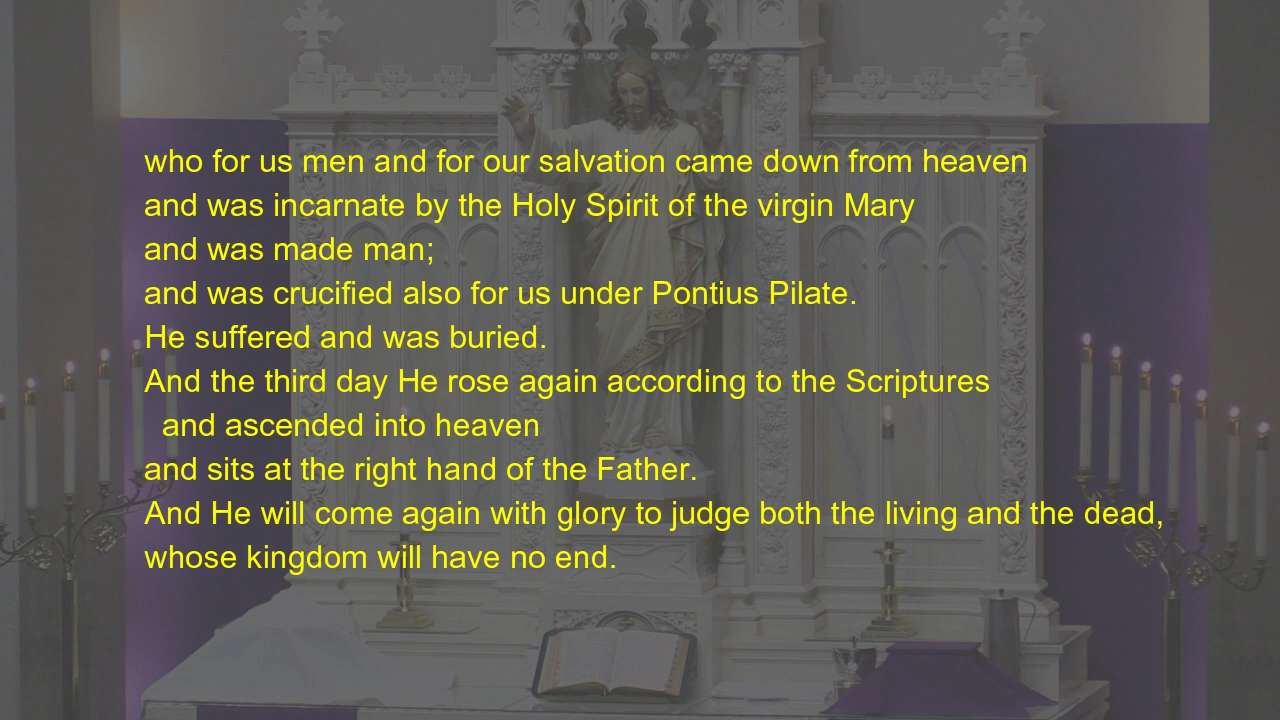 who for us men and for our salvation came down from heaven
and was incarnate by the Holy Spirit of the virgin Mary
and was made man;
and was crucified also for us under Pontius Pilate.
He suffered and was buried.
And the third day He rose again according to the Scriptures
and ascended into heaven
and sits at the right hand of the Father.
And He will come again with glory to judge both the living and the dead,
whose kingdom will have no end.